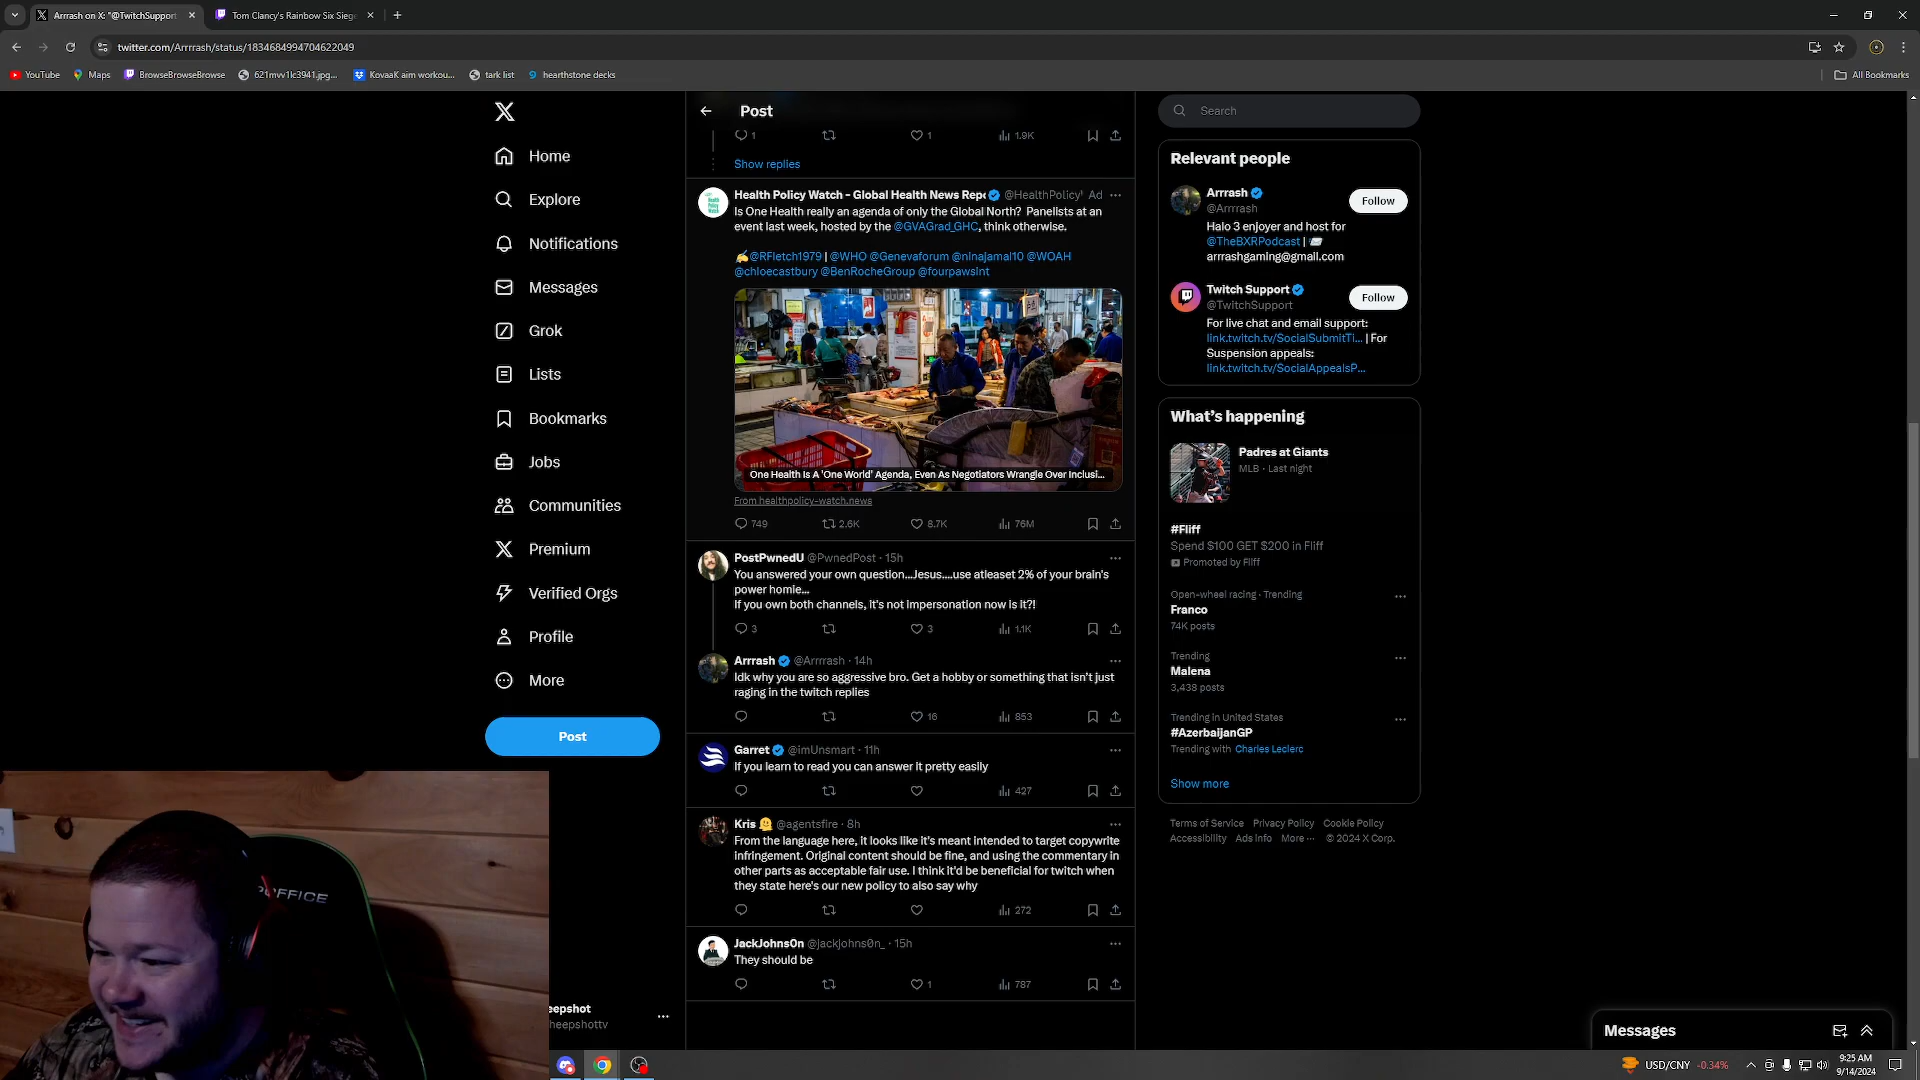 Arrrash on X: "@TwitchSupport
Tom Clancy's Rainbow Six Siege
twitter.com/Arrrrash/status/1834684994704622049
YouTube
Maps
BrowseBrowseBrowse
621mvv1lc3941.jpg...
KovaaK aim workou...
tark list
hearthstone decks
All Bookmarks
Home
Explore
Notifications
Messages
Grok
Lists
Bookmarks
Jobs
Communities
Premium
Verified Orgs
Profile
More
Post
eepshot
heepshottv
Post
1
1
1.9K
Show replies
Health Policy Watch - Global Health News Repo @HealthPolicy Ad
Is One Health really an agenda of only the Global North? Panelists at an
event last week, hosted by the @GVAGrad_GHC, think otherwise.
✍️@RFletch1979 | @WHO @Genevaforum @ninajamal10 @WOAH
@chloecastbury @BenRocheGroup @fourpawsint
One Health Is A 'One World' Agenda, Even As Negotiators Wrangle Over Inclusi...
From healthpolicy-watch.news
749
2.6K
8.7K
76M
PostPwnedU @PwnedPost · 15h
You answered your own question...Jesus....use atleaset 2% of your brain's
power homie...
If you own both channels, it's not impersonation now is it?!
3
3
1.1K
Arrrash @Arrrrash · 14h
Idk why you are so aggressive bro. Get a hobby or something that isn't just
raging in the twitch replies
16
853
Garret @imUnsmart · 11h
If you learn to read you can answer it pretty easily
427
Kris 🫠 @agentsfire · 8h
From the language here, it looks like it's meant intended to target copywrite
infringement. Original content should be fine, and using the commentary in
other parts as acceptable fair use. I think it'd be beneficial for twitch when
they state here's our new policy to also say why
272
JackJohns0n @jackjohns0n_ · 15h
They should be
1
787
Search
Relevant people
Arrrash
@Arrrrash
Follow
Halo 3 enjoyer and host for
@TheBXRPodcast | 📨
arrrashgaming@gmail.com
Twitch Support
@TwitchSupport
Follow
For live chat and email support:
link.twitch.tv/SocialSubmitTi... | For
Suspension appeals:
link.twitch.tv/SocialAppealsP...
What's happening
Padres at Giants
MLB · Last night
#Fliff
Spend $100 GET $200 in Fliff
Promoted by Fliff
Open-wheel racing · Trending
Franco
74K posts
Trending
Malena
3,438 posts
Trending in United States
#AzerbaijanGP
Trending with Charles Leclerc
Show more
Terms of Service Privacy Policy Cookie Policy
Accessibility Ads info More ··· © 2024 X Corp.
Messages
USD/CNY -0.34%
9:25 AM
9/14/2024